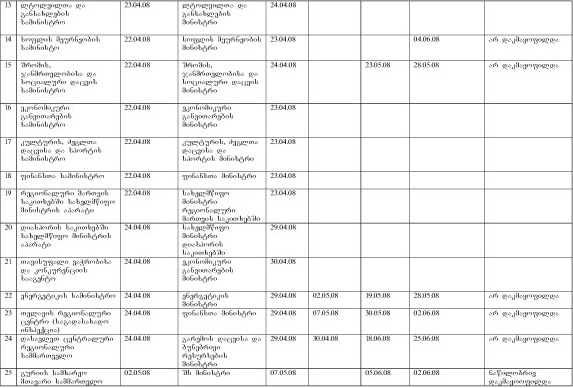 13 ლტოლვილთა და 23.04.08 ლტოლვილთა და 24.04.08
განსახლების განსახლების
სამინისტრო მინისტრი
14 სოფლის მეურნეობის 22.04.08 სოფლის მეურნეობის 23.04.08 04.06.08 არ დაკმაყოფილდა
სამინისტო მინისტრი
15 შრომის, 22.04.08 შრომის, 24.04.08 23.05.08 28.05.08 არ დაკმაყოფილდა
ჯანმრთელობისა და ჯანმრთელობისა და
სოციალური დაცვის სოციალური დაცვის
სამინისტრო მინისტრი
16 ეკონომიკური 22.04.08 ეკონომიკური 23.04.08
განვითარების განვითარების
სამინისტრო მინისტრი
17 კულტურის, ძეგლთა 22.04.08 კულტურის, ძეგლთა 23.04.08
დაცვისა და სპორტის დაცვისა და
სამინისტრო სპორტის მინისტრი
18 ფინანსთა სამინისტრო 22.04.08 ფინანსთა მინისტრი 23.04.08
19 რეგიონალური მართვის 22.04.08 სახელმწიფო 23.04.08
საკითხებში სახელმწიფო მინისტრი
მინისტრის აპარატი რეგიონალური
მართვის საკითხებში
20 დიასპორის საკითხებში 24.04.08 სახელმწიფო 29.04.08
სახელმწიფო მინისტრის მინისტრი
აპარატი დიასპორის
საკითხებში
21 თავისუფალი ვაჭრობისა 24.04.08 ეკონომიკური 30.04.08
და კონკურენციის განვითარების
სააგენტო მინისტრი
22 ენერგეტიკის სამინისტრო 24.04.08 ენერგეტიკის 29.04.08 02.05.08 19.05.08 28.05.08 არ დაკმაყოფილდა
მინისტრი
23 თელავის რეგიონალური 24.04.08 ფინანსთა მინისტრი 29.04.08 07.05.08 30.05.08 02.06.08 არ დაკმაყოფილდა
ცენტრი (საგადასახადო
ინსპექცია)
24 დასავლეთ ცენტრალური 24.04.08 გარემოს დაცვისა და 29.04.08 30.04.08 18.06.08 25.06.08 არ დაკმაყოფილდა
რეგიონალური ბუნებრივი
სამმართველო რესურსების
მინისტრი
25 გურიის სამხარეო 02.05.08 შს მინისტრი 07.05.08 05.06.08 02.06.08 ნაწილობრივ
მთავარი სამმართველო დაკმაყოფილდა